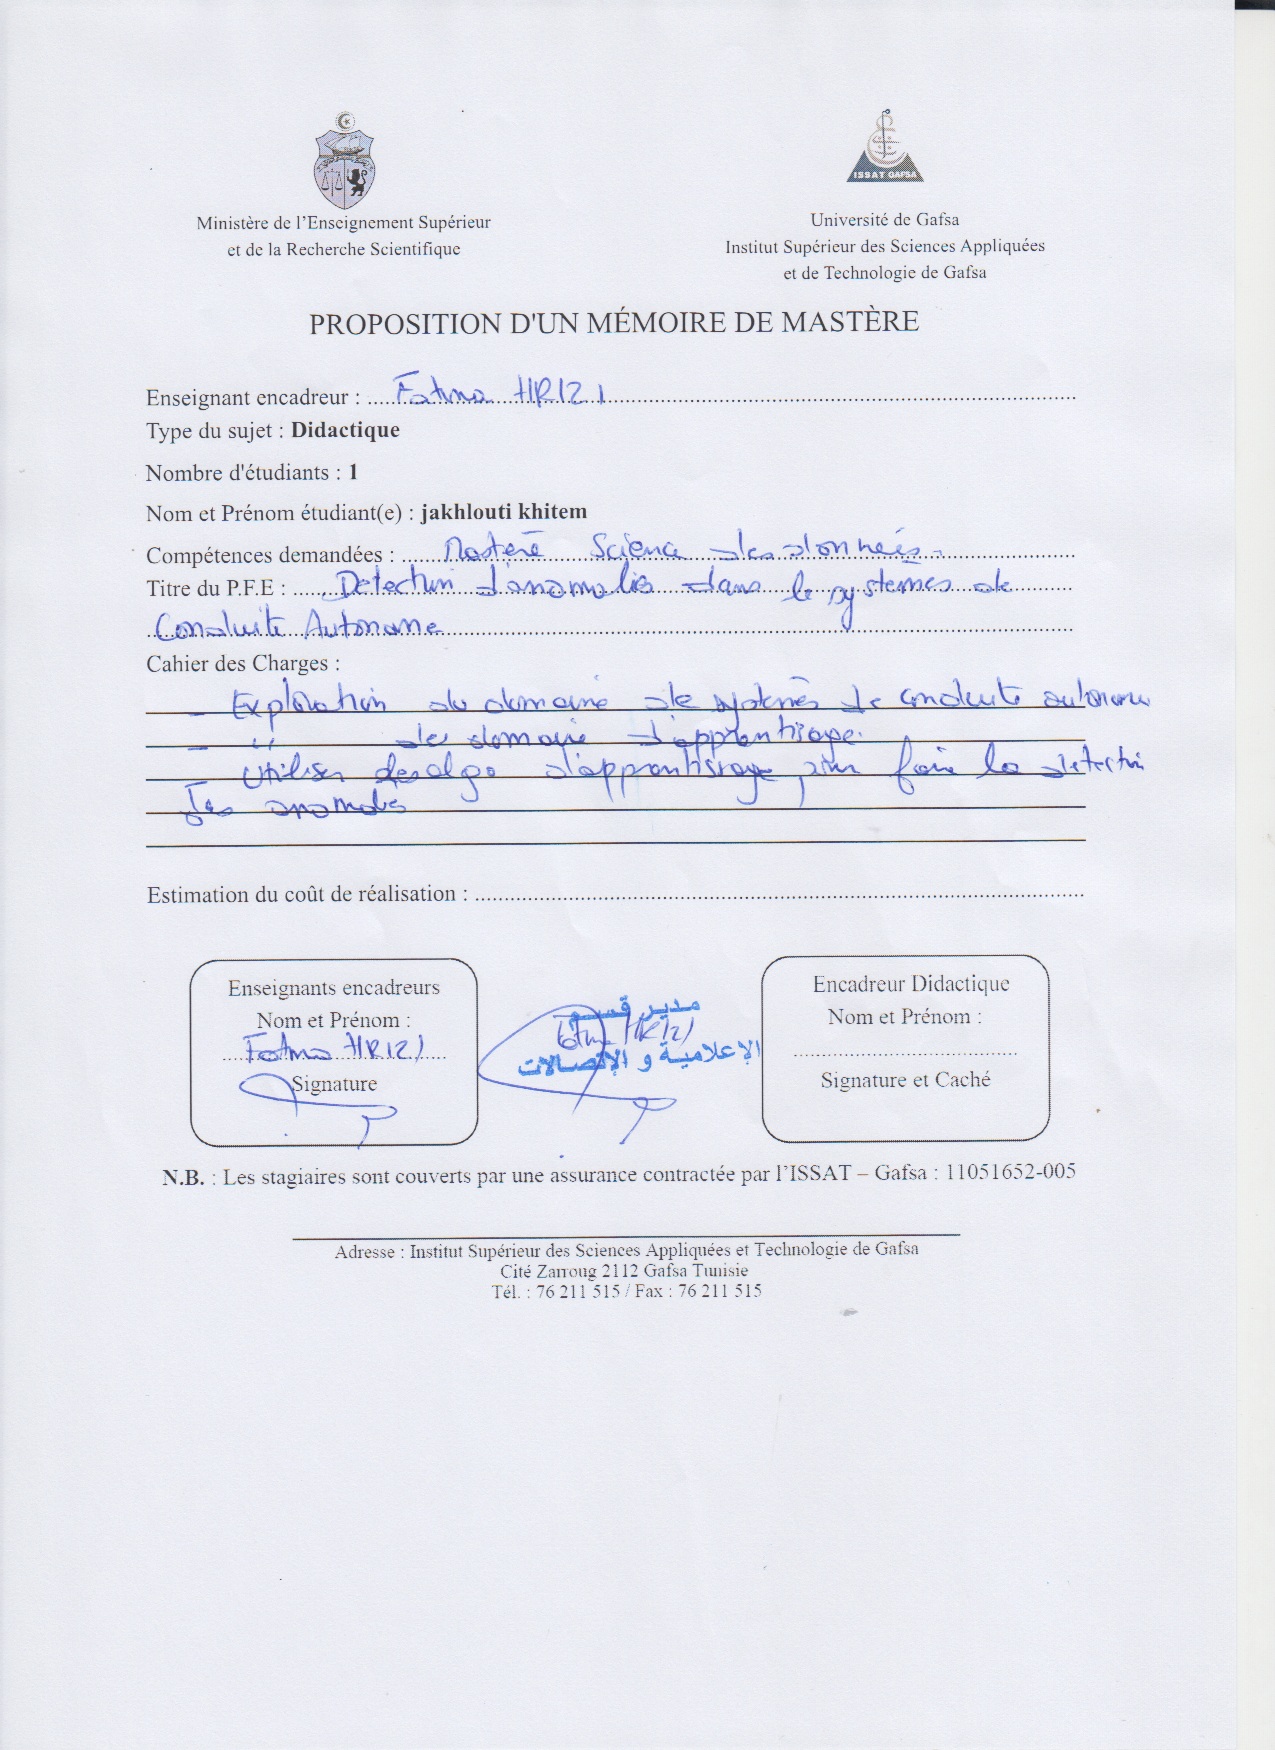 ISSAT GAFSA
Ministère de l'Enseignement Supérieur
et de la Recherche Scientifique
Université de Gafsa
Institut Supérieur des Sciences Appliquées
et de Technologie de Gafsa
PROPOSITION D'UN MÉMOIRE DE MASTÈRE
Enseignant encadreur : Fatma HRIZI
Type du sujet : Didactique
Nombre d'étudiants : 1
Nom et Prénom étudiant(e) : jakhlouti khitem
Compétences demandées : Mastère Science des données
Titre du P.F.E : Détection d'anomalies dans le systèmes de
Conduite Autonome
Cahier des Charges :
- Exploration du domaine de systèmes de conduite autonome
- " de domaine d'apprentissage.
- Utiliser des algo d'apprentissage pour faire la détection
des anomalies
Estimation du coût de réalisation :
Enseignants encadreurs
Nom et Prénom :
Fatma HRIZI
Signature
مدير قسم
Fatma HRIZI
الإعلامية و الإتصالات
Encadreur Didactique
Nom et Prénom :
Signature et Caché
N.B. : Les stagiaires sont couverts par une assurance contractée par l'ISSAT – Gafsa : 11051652-005
Adresse : Institut Supérieur des Sciences Appliquées et Technologie de Gafsa
Cité Zarroug 2112 Gafsa Tunisie
Tél. : 76 211 515 / Fax : 76 211 515